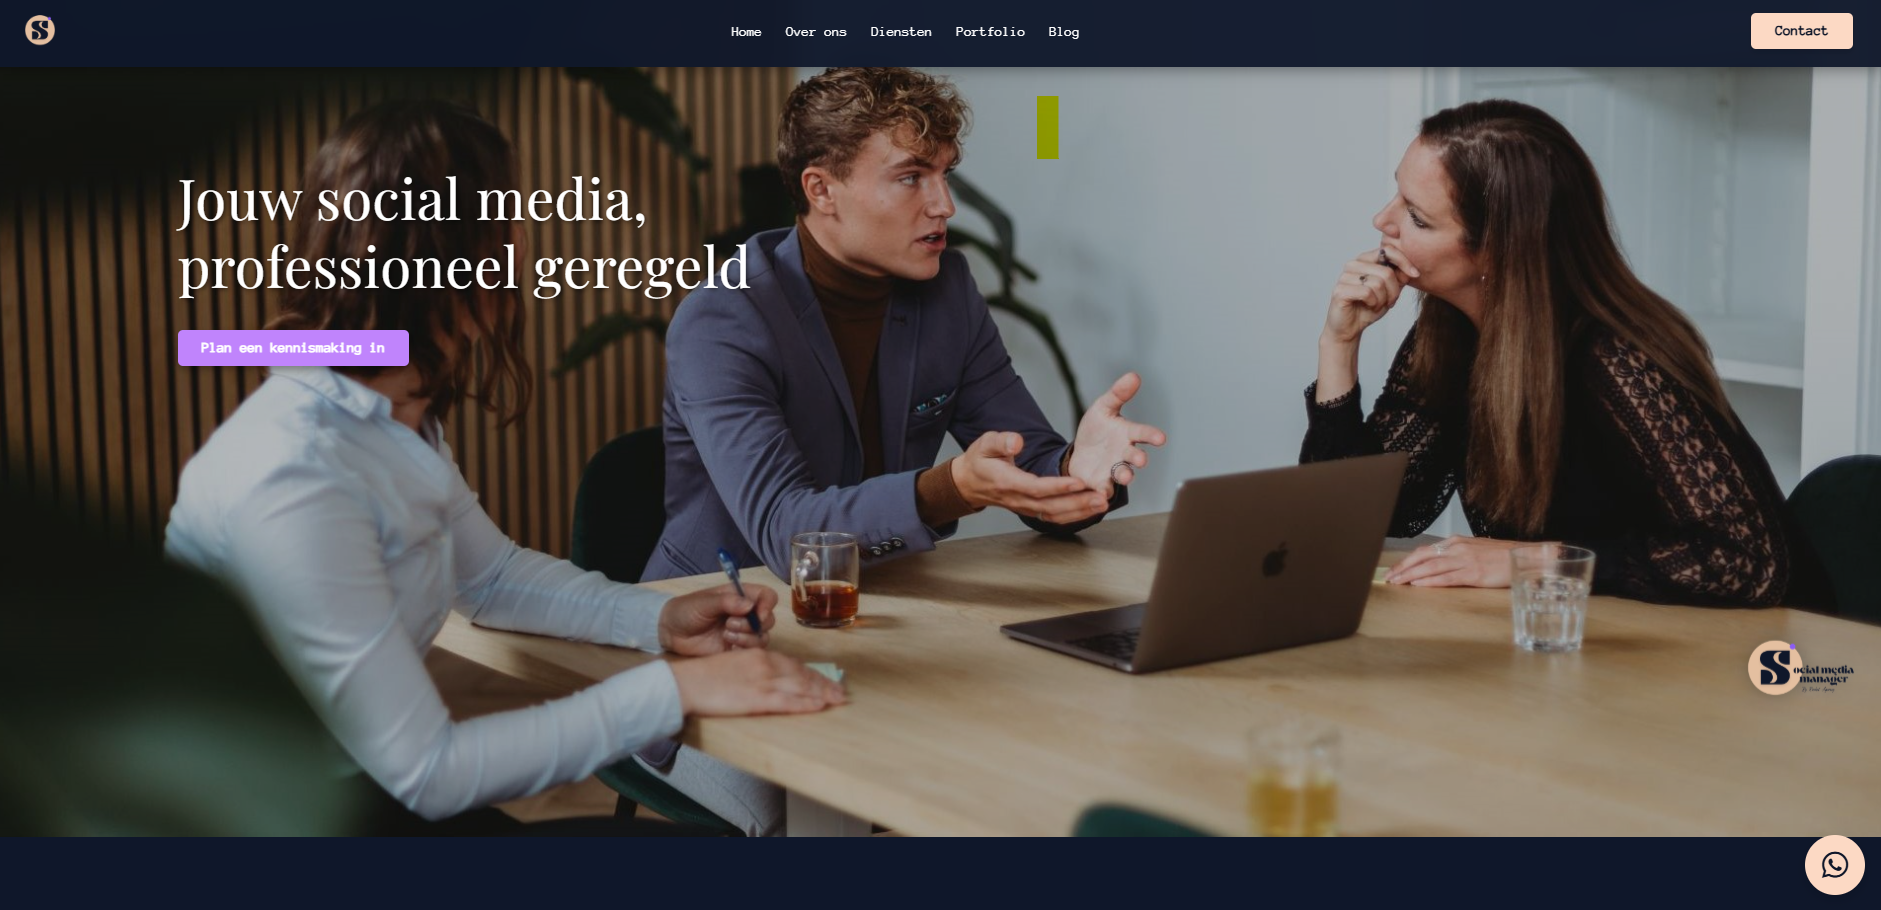 S
Home Over ons Diensten Portfolio Blog
Contact
Jouw social media,
professioneel geregeld
Plan een kennismaking in
Social media
manager